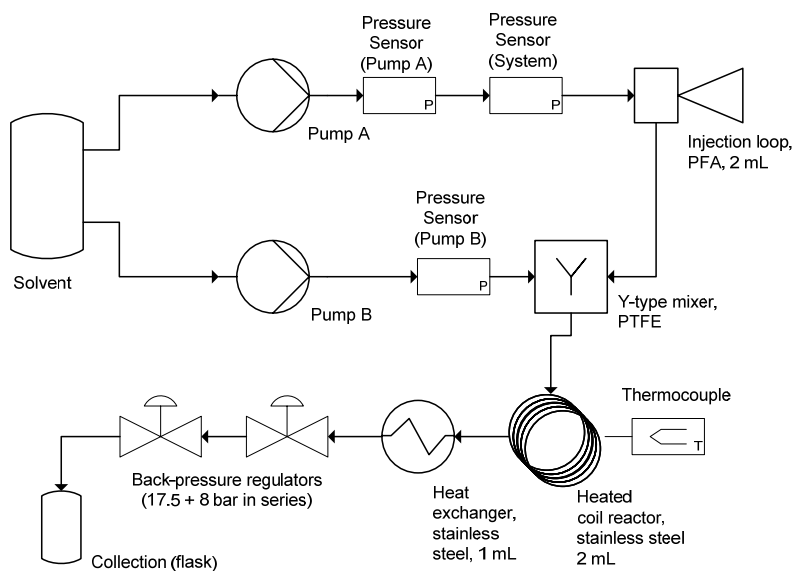 Pressure
Sensor
(Pump A)
Pressure
Sensor
(System)
P
P
Pump A
Injection loop,
PFA, 2 mL
Pressure
Sensor
(Pump B)
P
Solvent
Pump B
Y-type mixer,
PTFE
Thermocouple
T
Back-pressure regulators
(17.5 + 8 bar in series)
Heat
exchanger,
stainless
steel, 1 mL
Heated
coil reactor,
stainless steel
2 mL
Collection (flask)